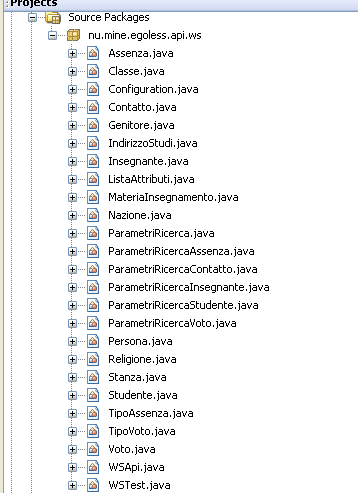 Projects
Source Packages
nu.mine.egoless.api.ws
Assenza.java
Classe.java
Configuration.java
Contatto.java
Genitore.java
IndirizzoStudi.java
Insegnante.java
ListaAttributi.java
MateriaInsegnamento.java
Nazione.java
ParametriRicerca.java
ParametriRicercaAssenza.java
ParametriRicercaContatto.java
ParametriRicercaInsegnante.java
ParametriRicercaStudente.java
ParametriRicercaVoto.java
Persona.java
Religione.java
Stanza.java
Studente.java
TipoAssenza.java
TipoVoto.java
Voto.java
WSApi.java
WSTest.java